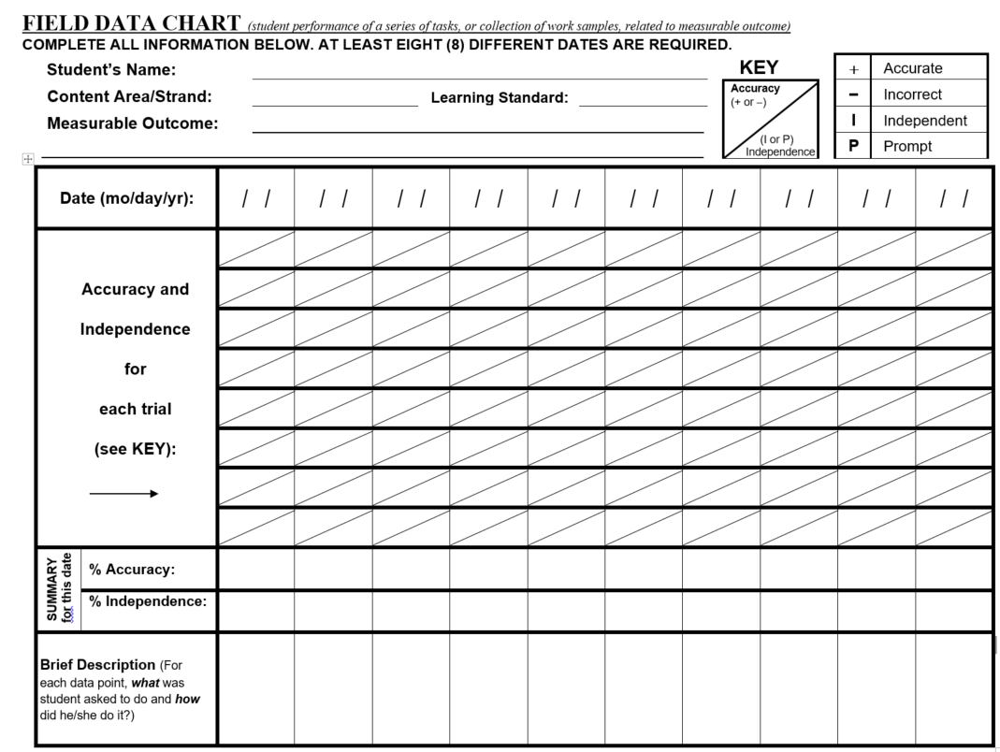 FIELD DATA CHART (student performance of a series of tasks, or collection of work samples, related to measurable outcome)
COMPLETE ALL INFORMATION BELOW. AT LEAST EIGHT (8) DIFFERENT DATES ARE REQUIRED.
Student's Name:
Content Area/Strand: Learning Standard:
Measurable Outcome:
KEY
Accuracy
(+ or –)
(I or P)
Independence
+ Accurate
– Incorrect
I Independent
P Prompt
Date (mo/day/yr): / / / / / / / / / / / / / / / / / / / /
Accuracy and
Independence
for
each trial
(see KEY):
SUMMARY
for this date
% Accuracy:
% Independence:
Brief Description (For
each data point, what was
student asked to do and how
did he/she do it?)